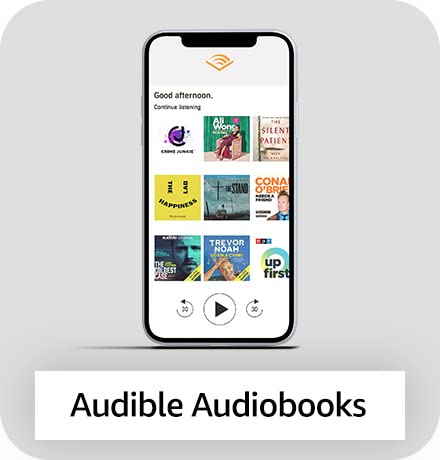 Good afternoon.
Continue listening
CRIME JUNKIE
Ali
Wong
THE
SILENT
PATIENT
THE
HAPPINESS
LAB
THE STAND
CONAN
O'BRIEN
NEEDS A
FRIEND
THE
COLDEST
CASE
TREVOR
NOAH
BORN A CRIME
npr
up
first
30
30
Audible Audiobooks